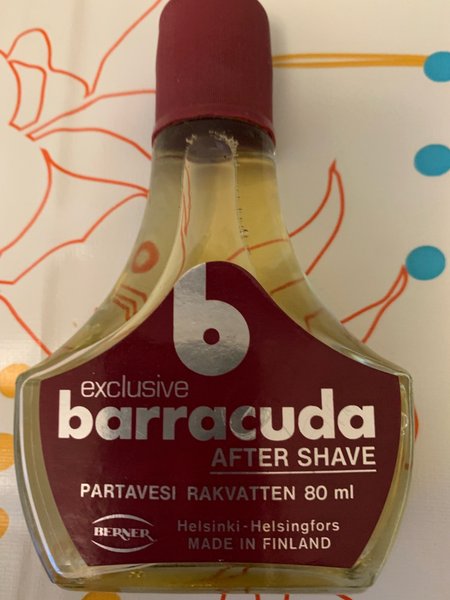 b
exclusive
barracuda
AFTER SHAVE
PARTAVESI RAKVATTEN 80 ml
BERNER
Helsinki-Helsingfors
MADE IN FINLAND